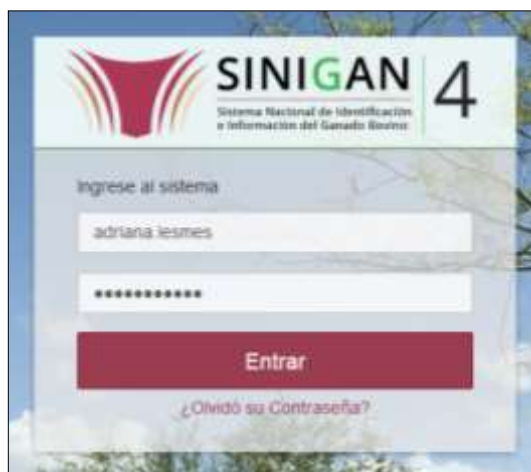 SINIGAN 4
Sistema Nacional de Identificación
e Información del Ganado Bovino
Ingrese al sistema
adriana lesmes
•••••••••••
Entrar
¿Olvidó su Contraseña?